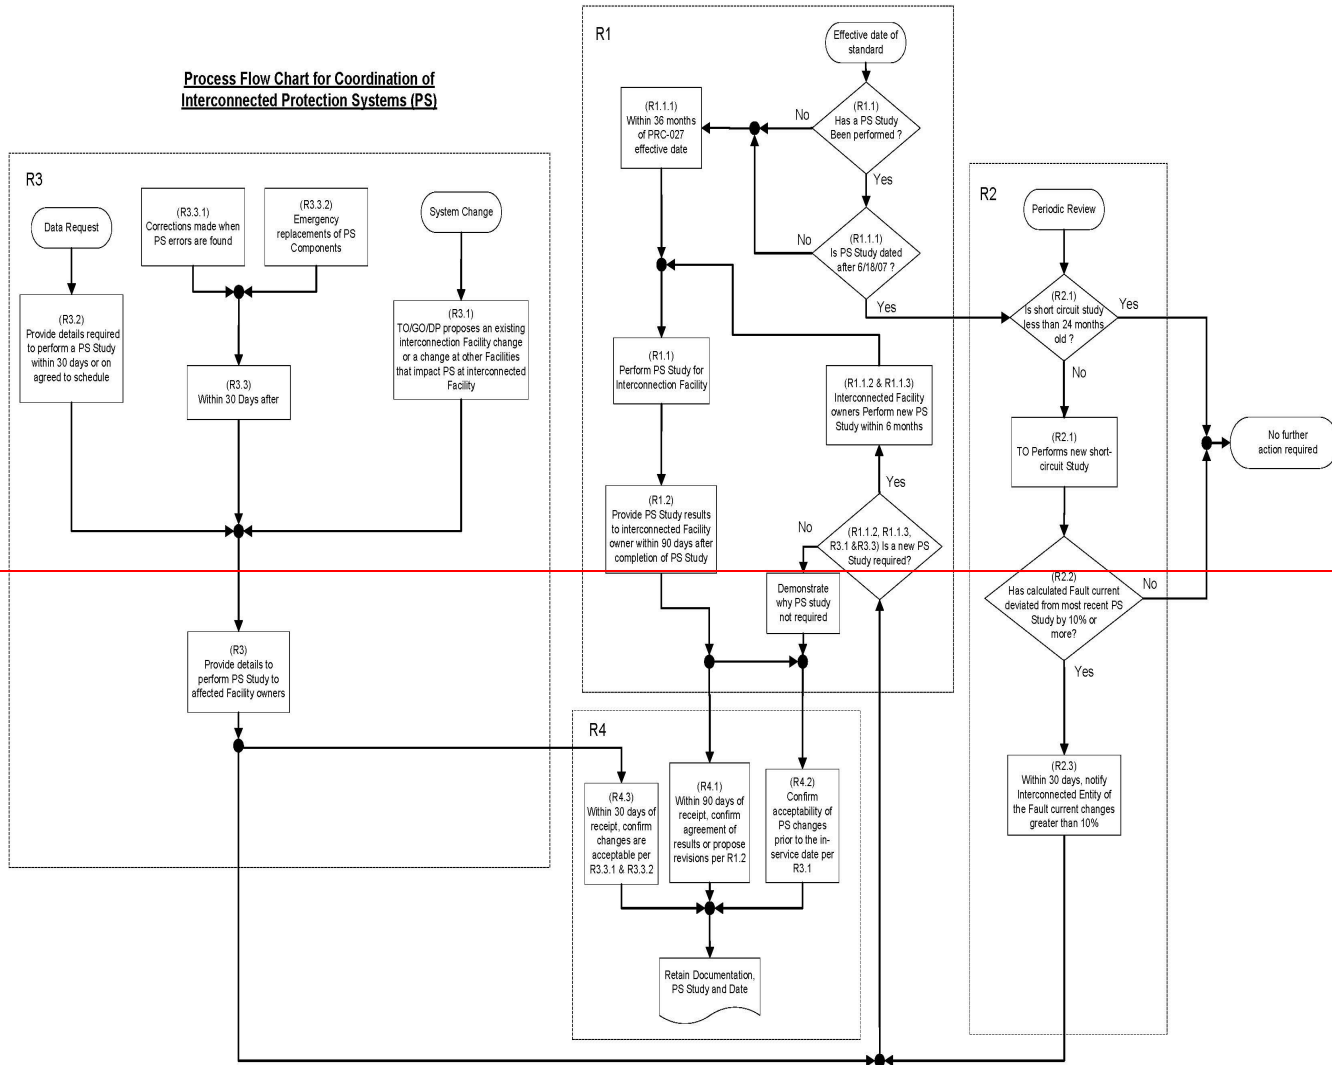 Process Flow Chart for Coordination of
Interconnected Protection Systems (PS)
R3
Data Request
(R3.3.1)
Corrections made when
PS errors are found
(R3.3.2)
Emergency
replacements of PS
Components
System Change
(R3.2)
Provide details required
to perform a PS Study
within 30 days or on
agreed to schedule
(R3.3)
Within 30 Days after
(R3.1)
TO/GO/DP proposes an existing
interconnection Facility change
or a change at other Facilities
that impact PS at interconnected
Facility
(R3)
Provide details to
perform PS Study to
affected Facility owners
R1
Effective date of
standard
(R1.1)
Has a PS Study
Been performed ?
No
Yes
(R1.1.1)
Within 36 months
of PRC-027
effective date
(R1.1.1)
Is PS Study dated
after 6/18/07 ?
No
Yes
(R1.1)
Perform PS Study for
Interconnection Facility
(R1.1.2 & R1.1.3)
Interconnected Facility
owners Perform new PS
Study within 6 months
Yes
(R1.2)
Provide PS Study results
to interconnected Facility
owner within 90 days after
completion of PS Study
No
(R1.1.2, R1.1.3,
R3.1 &R3.3) Is a new PS
Study required?
Demonstrate
why PS study
not required
R2
Periodic Review
(R2.1)
Is short circuit study
less than 24 months
old ?
Yes
No
(R2.1)
TO Performs new short-
circuit Study
No further
action required
(R2.2)
Has calculated Fault current
deviated from most recent PS
Study by 10% or
more?
No
Yes
(R2.3)
Within 30 days, notify
Interconnected Entity of
the Fault current changes
greater than 10%
R4
(R4.3)
Within 30 days of
receipt, confirm
changes are
acceptable per
R3.3.1 & R3.3.2
(R4.1)
Within 90 days of
receipt, confirm
agreement of
results or propose
revisions per R1.2
(R4.2)
Confirm
acceptability of
PS changes
prior to the in-
service date per
R3.1
Retain Documentation,
PS Study and Date